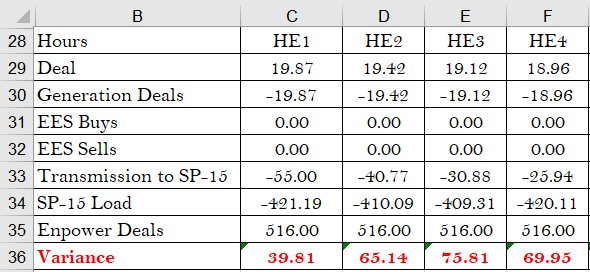 B C D E F
28 Hours HE1 HE2 HE3 HE4
29 Deal 19.87 19.42 19.12 18.96
30 Generation Deals -19.87 -19.42 -19.12 -18.96
31 EES Buys 0.00 0.00 0.00 0.00
32 EES Sells 0.00 0.00 0.00 0.00
33 Transmission to SP-15 -55.00 -40.77 -30.88 -25.94
34 SP-15 Load -421.19 -410.09 -409.31 -420.11
35 Enpower Deals 516.00 516.00 516.00 516.00
36 Variance 39.81 65.14 75.81 69.95